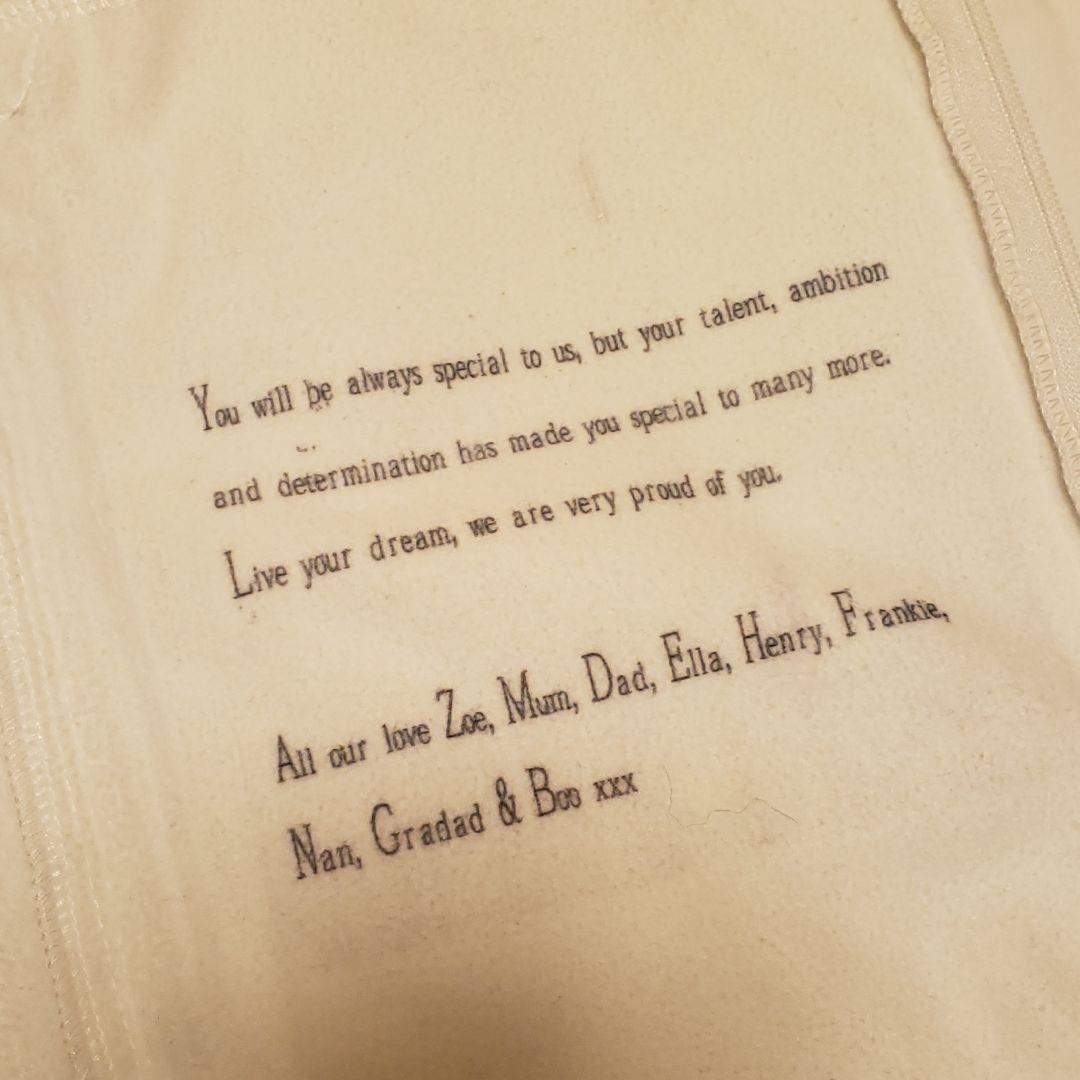 You will be always special to us, but your talent, ambition
and determination has made you special to many more.
Live your dream, we are very proud of you.
All our love Zoe, Mum, Dad, Ella, Henry, Frankie,
Nan, Gradad & Boo xxx